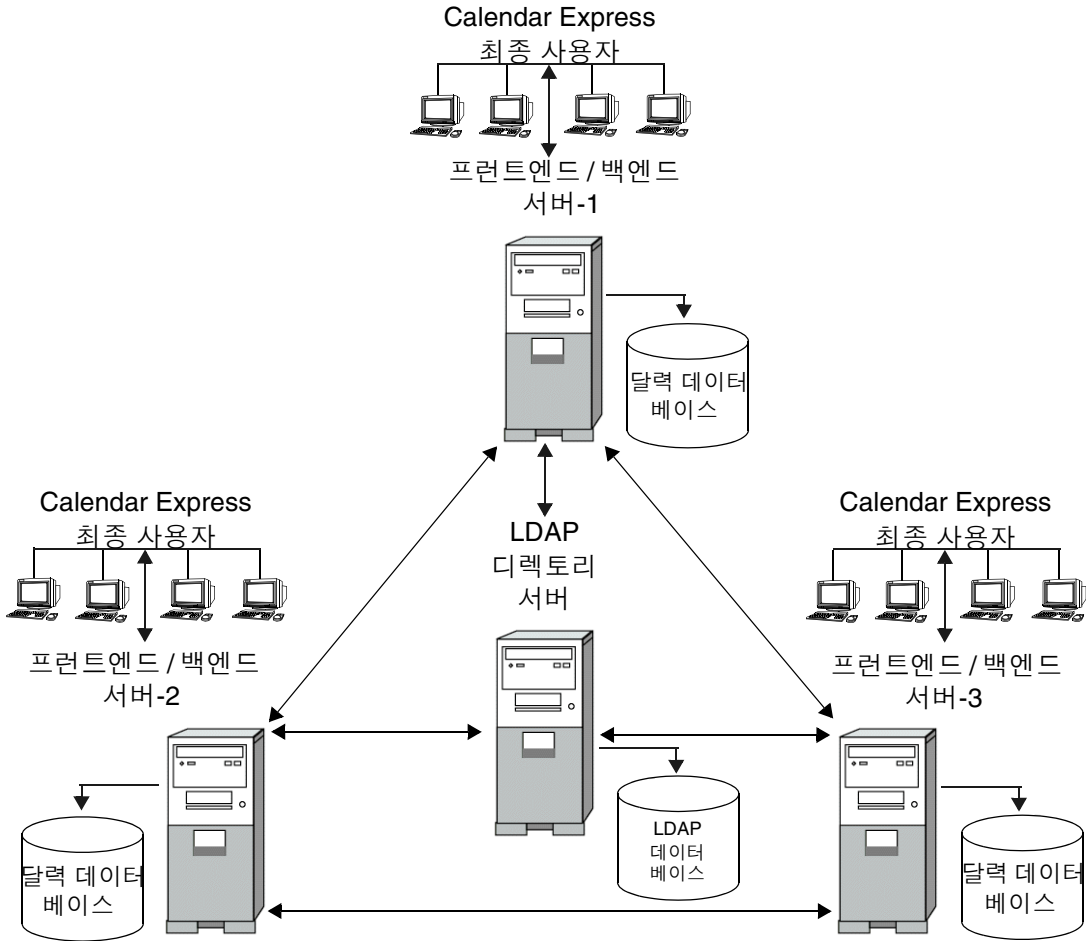 Calendar Express
최종 사용자
프런트엔드 / 백엔드
서버-1
달력 데이터
베이스
LDAP
디렉토리
서버
Calendar Express
최종 사용자
프런트엔드 / 백엔드
서버-2
Calendar Express
최종 사용자
프런트엔드 / 백엔드
서버-3
달력 데이터
베이스
LDAP
데이터
베이스
달력 데이터
베이스